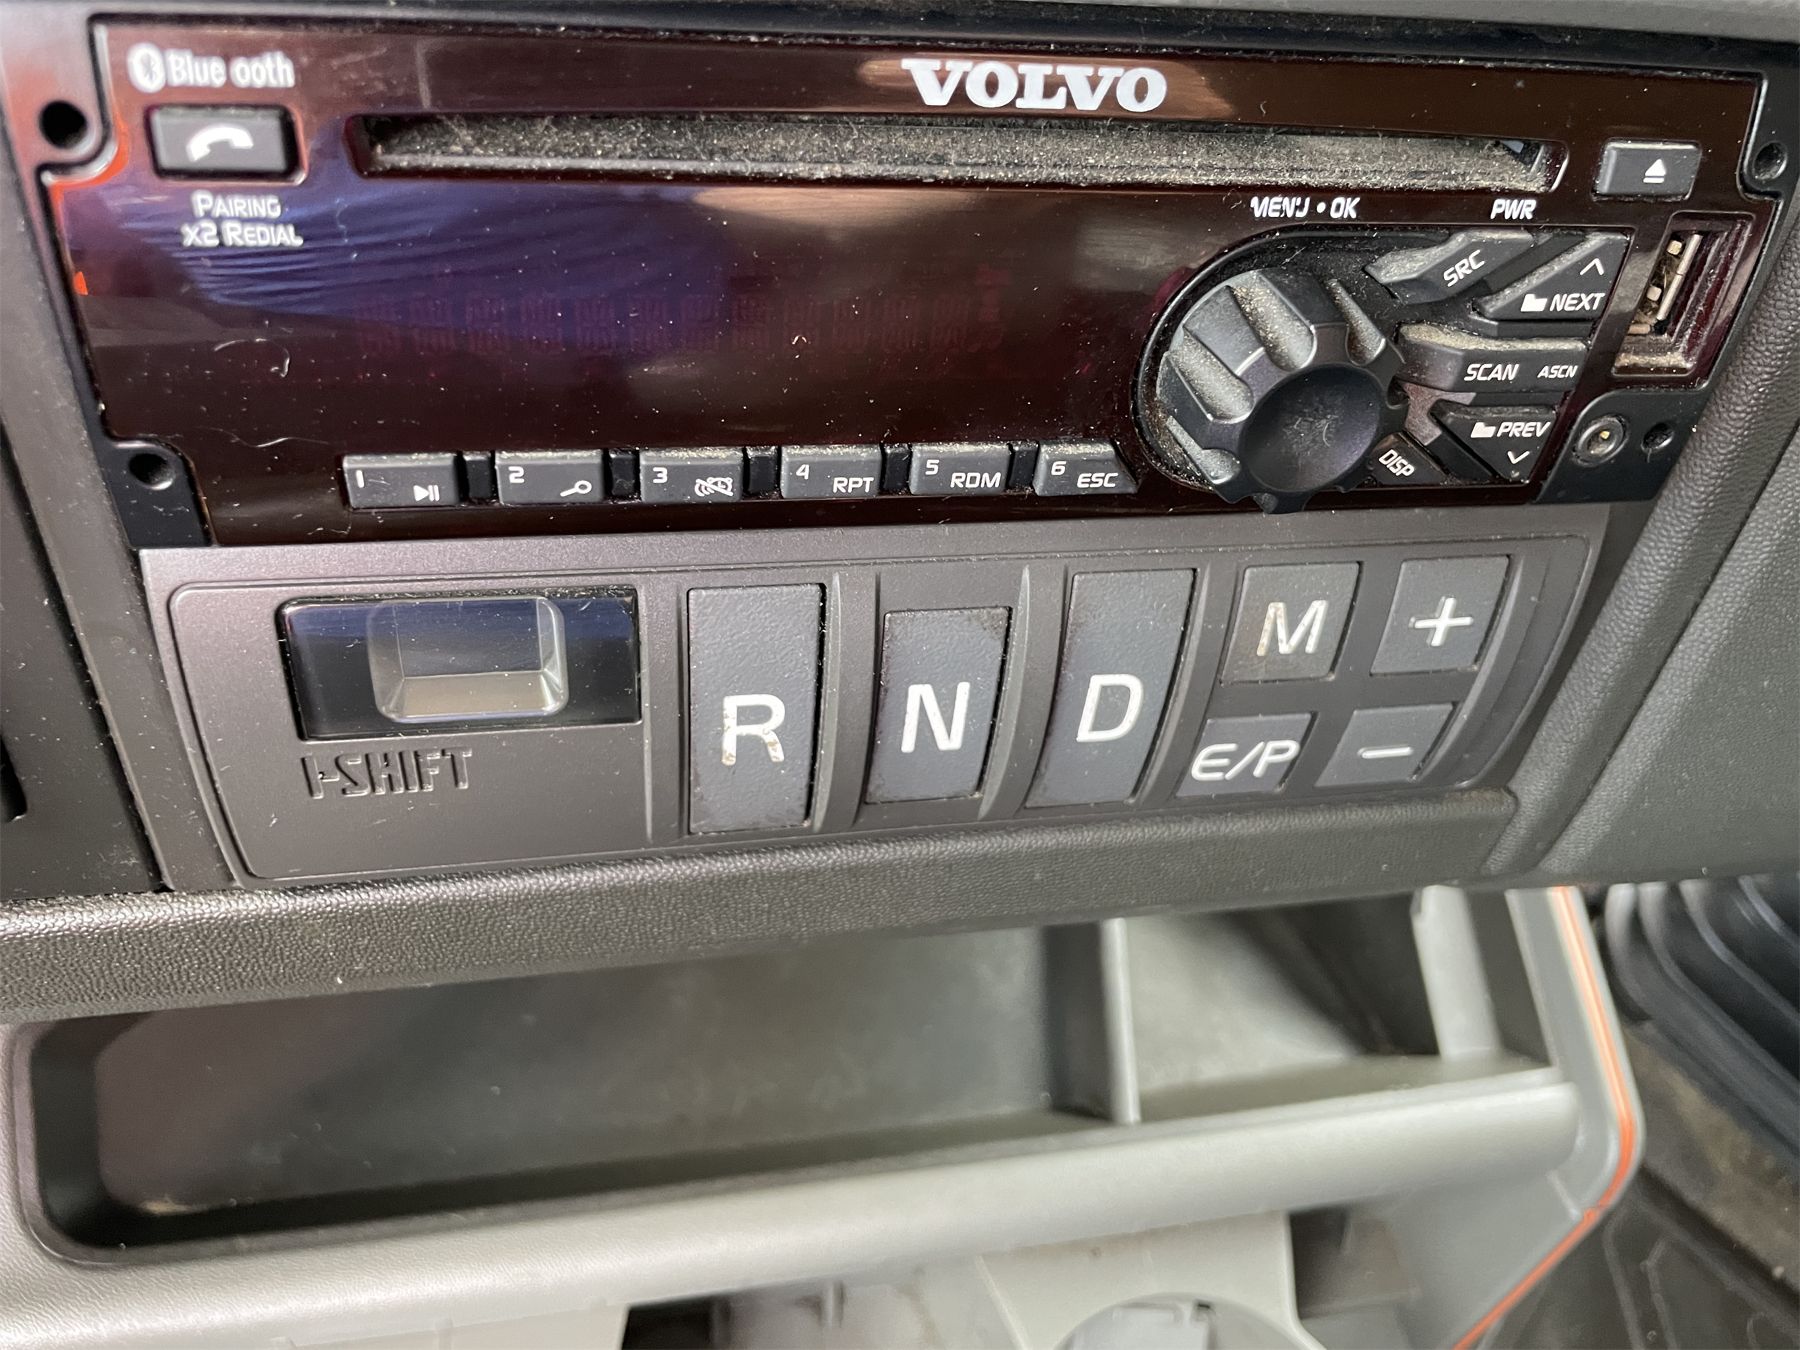 Blue ooth
VOLVO
PAIRING
X2 REDIAL
MENU • OK
PWR
SRC
NEXT
SCAN ASCN
PREV
DISP
1
2
3
4 RPT
5 RDM
6 ESC
I-SHIFT
R
N
D
M
+
E/P
−